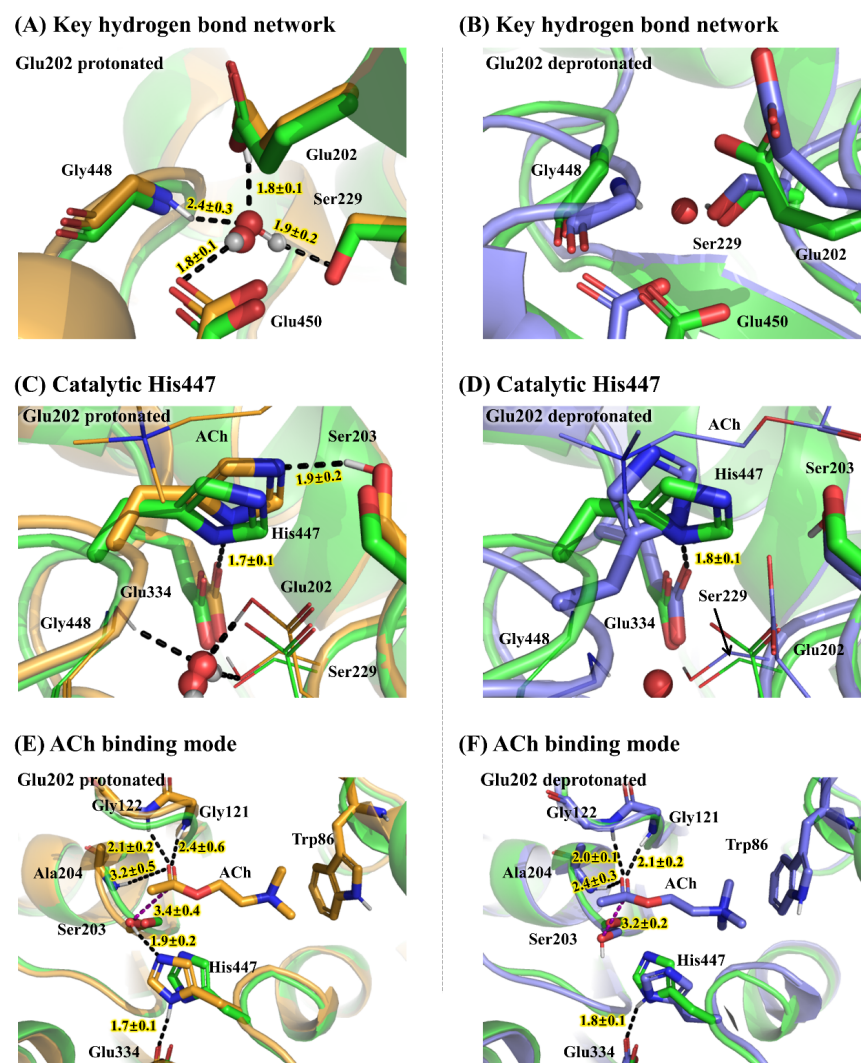 (A) Key hydrogen bond network
Glu202 protonated
Glu202
Gly448
1.8±0.1
Ser229
2.4±0.3
1.9±0.2
1.8±0.1
Glu450
(B) Key hydrogen bond network
Glu202 deprotonated
Gly448
Ser229
Glu202
Glu450
(C) Catalytic His447
Glu202 protonated
ACh
Ser203
1.9±0.2
His447
1.7±0.1
Glu334
Glu202
Gly448
Ser229
(D) Catalytic His447
Glu202 deprotonated
ACh
His447
Ser203
1.8±0.1
Glu334
Ser229
Gly448
Glu202
(E) ACh binding mode
Glu202 protonated
Gly122
Gly121
Trp86
2.1±0.2
2.4±0.6
Ala204
3.2±0.5
ACh
3.4±0.4
Ser203
1.9±0.2
His447
1.7±0.1
Glu334
(F) ACh binding mode
Glu202 deprotonated
Gly122
Gly121
Trp86
2.0±0.1
2.1±0.2
Ala204
2.4±0.3
ACh
3.2±0.2
Ser203
His447
1.8±0.1
Glu334